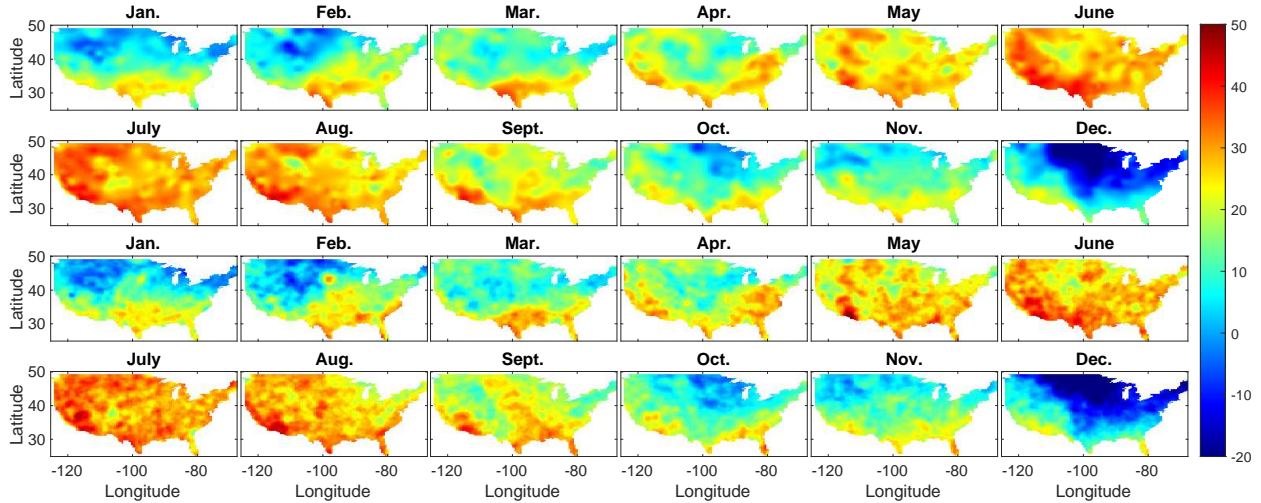 Jan. Feb. Mar. Apr. May June
50
40
30
Latitude
July Aug. Sept. Oct. Nov. Dec.
50
40
30
Latitude
Jan. Feb. Mar. Apr. May June
50
40
30
Latitude
July Aug. Sept. Oct. Nov. Dec.
50
40
30
Latitude
-120 -100 -80 -120 -100 -80 -120 -100 -80 -120 -100 -80 -120 -100 -80 -120 -100 -80
Longitude Longitude Longitude Longitude Longitude Longitude
50
40
30
20
10
0
-10
-20